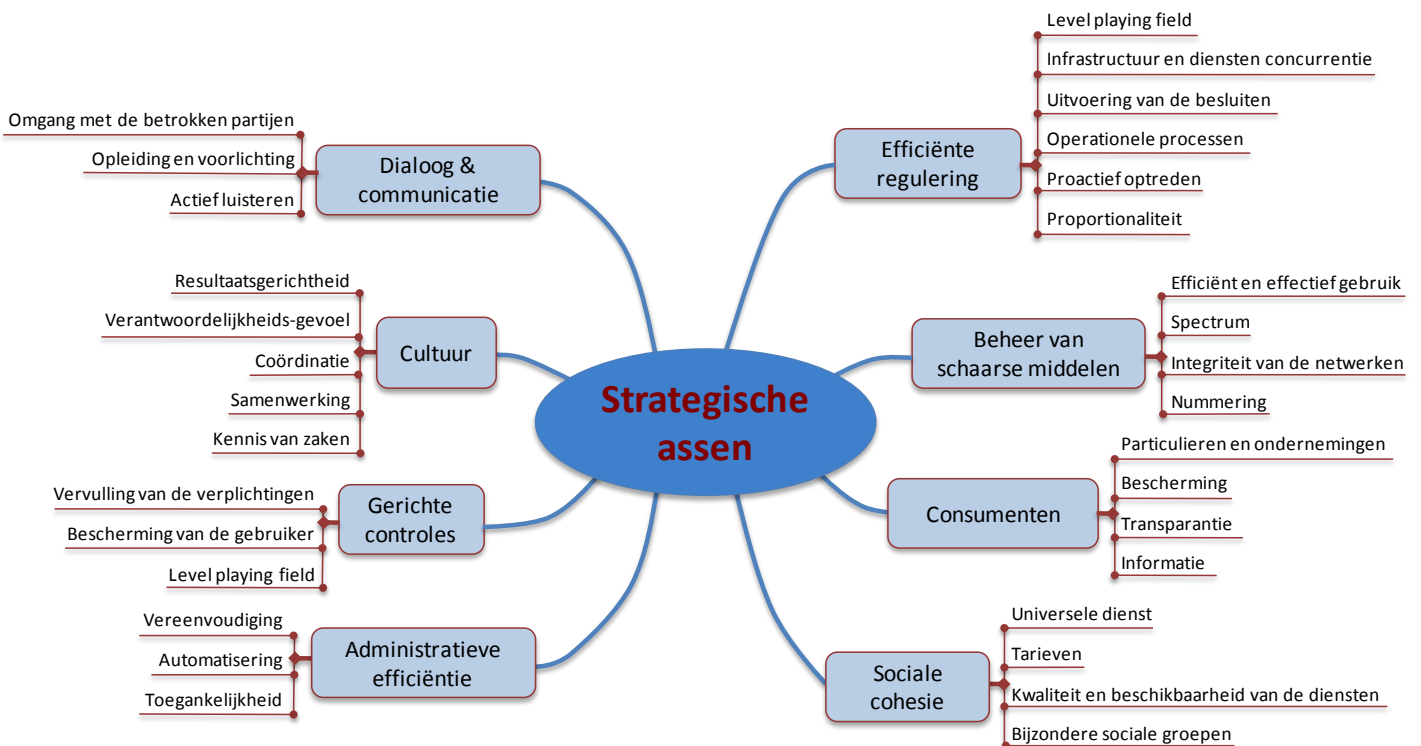 Strategische
assen
Dialoog &
communicatie
Omgang met de betrokken partijen
Opleiding en voorlichting
Actief luisteren
Cultuur
Resultaatsgerichtheid
Verantwoordelijkheids-gevoel
Coördinatie
Samenwerking
Kennis van zaken
Gerichte
controles
Vervulling van de verplichtingen
Bescherming van de gebruiker
Level playing field
Administratieve
efficiëntie
Vereenvoudiging
Automatisering
Toegankelijkheid
Efficiënte
regulering
Level playing field
Infrastructuur en diensten concurrentie
Uitvoering van de besluiten
Operationele processen
Proactief optreden
Proportionaliteit
Beheer van
schaarse middelen
Efficiënt en effectief gebruik
Spectrum
Integriteit van de netwerken
Nummering
Consumenten
Particulieren en ondernemingen
Bescherming
Transparantie
Informatie
Sociale
cohesie
Universele dienst
Tarieven
Kwaliteit en beschikbaarheid van de diensten
Bijzondere sociale groepen